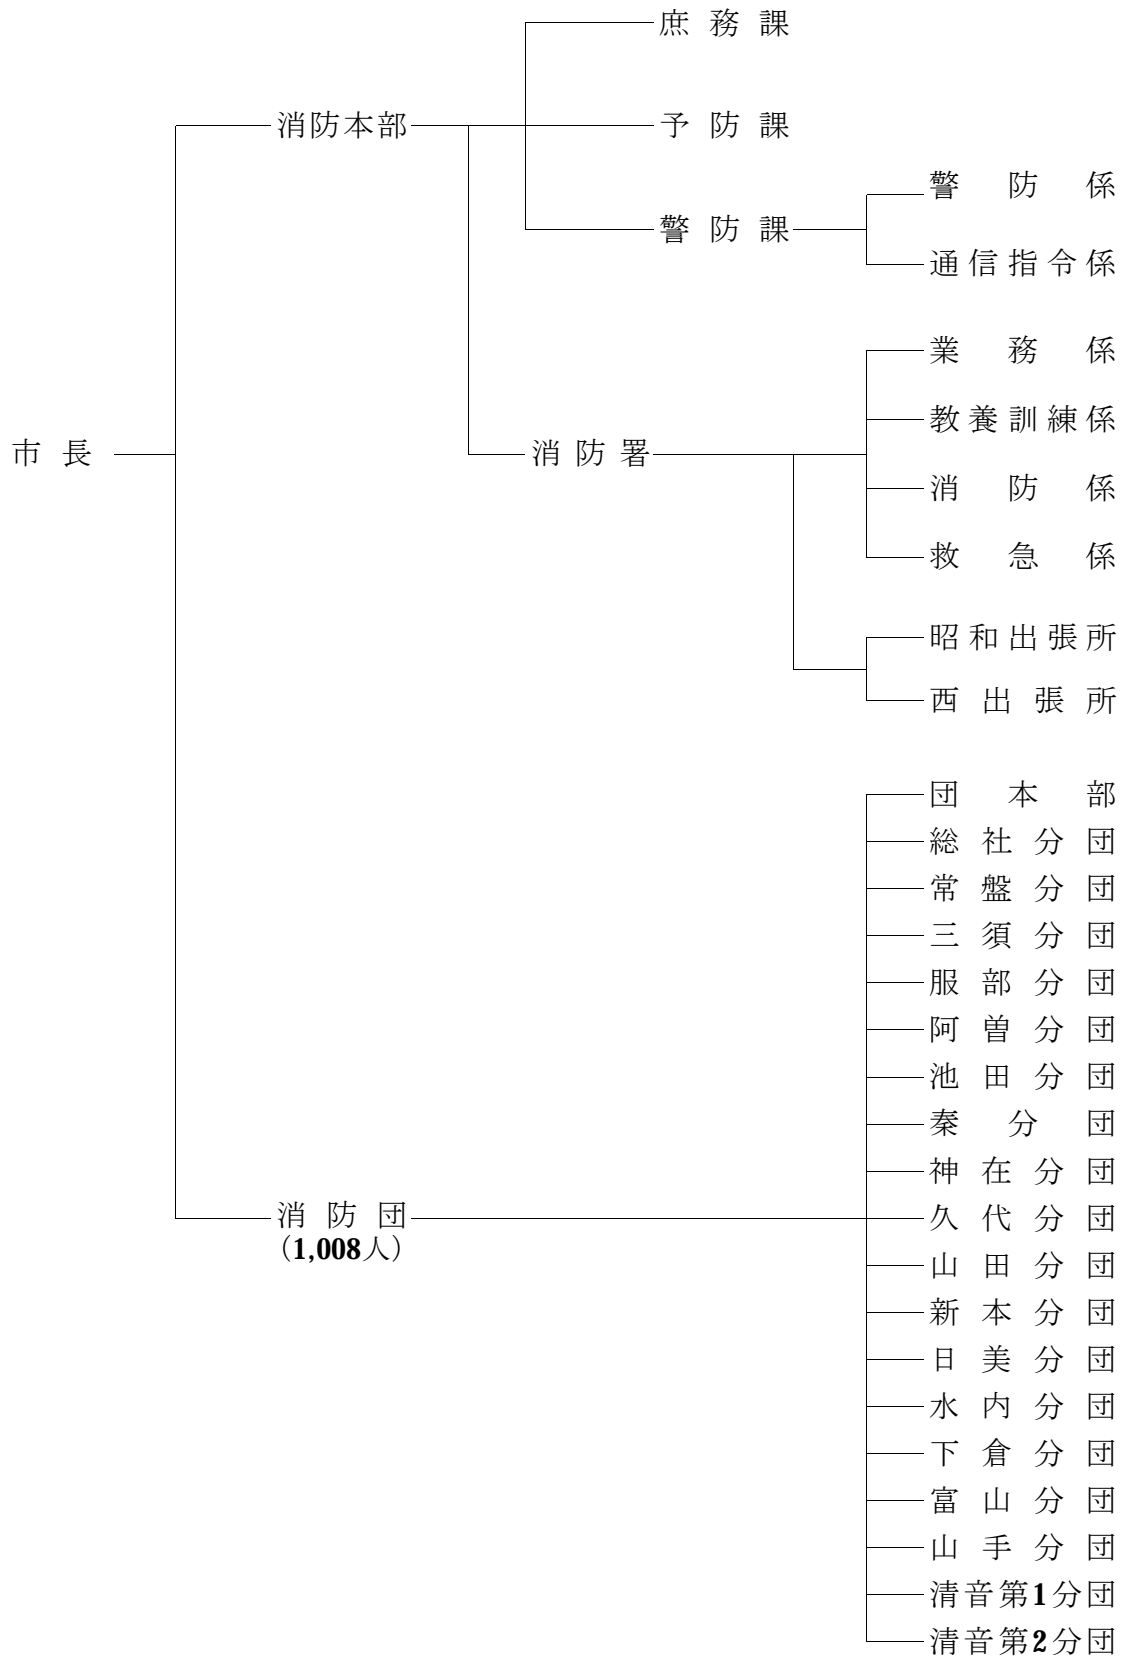 庶務課
消防本部
予防課
警防係
警防課
通信指令係
業務係
教養訓練係
市長
消防署
消防係
救急係
昭和出張所
西出張所
団本部
総社分団
常盤分団
三須分団
服部分団
阿曽分団
池田分団
秦分団
神在分団
消防団
(1,008人)
久代分団
山田分団
新本分団
日美分団
水内分団
下倉分団
富山分団
山手分団
清音第1分団
清音第2分団